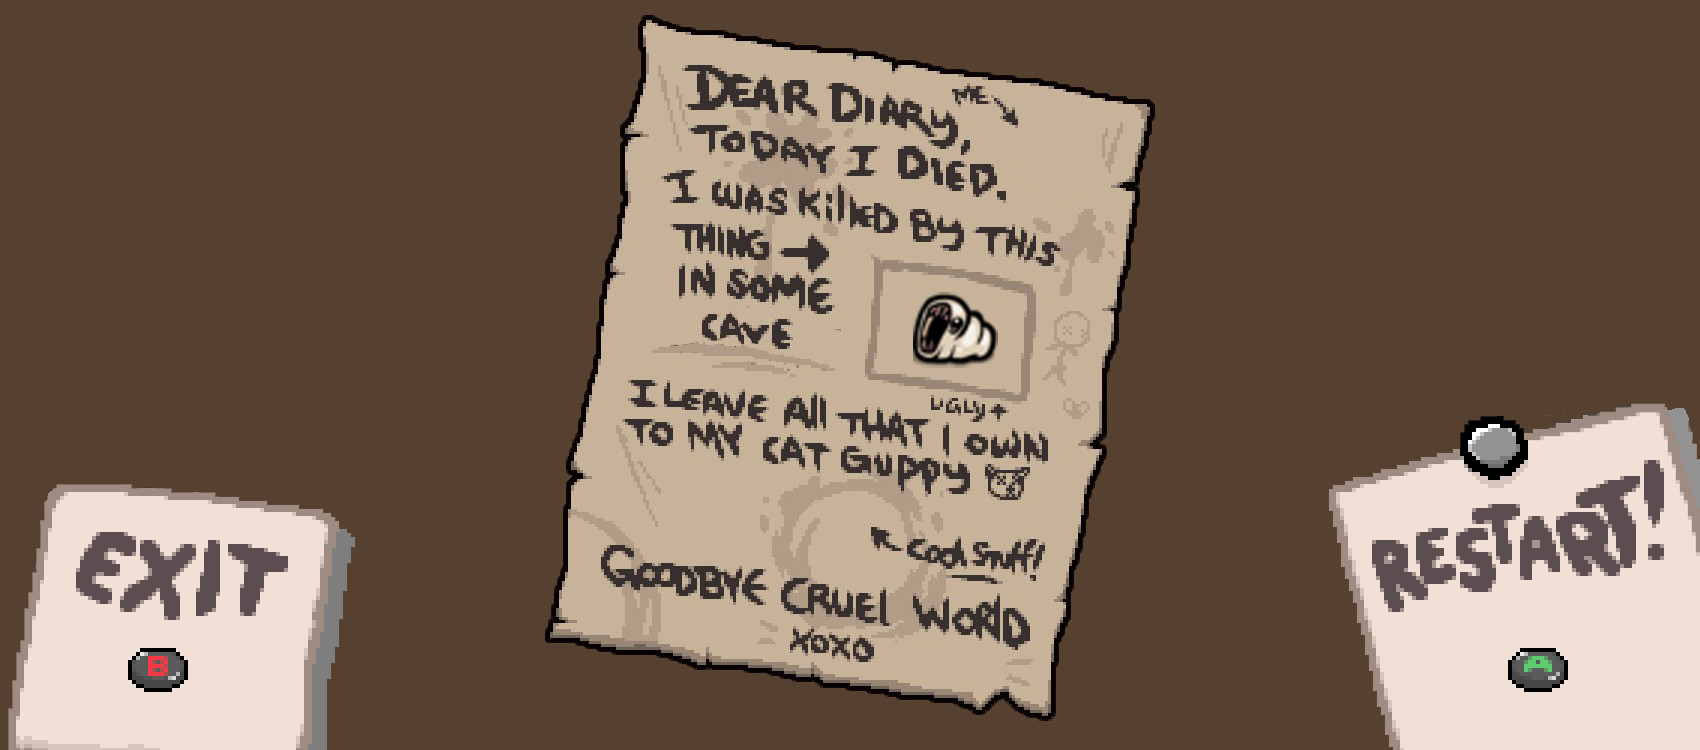 ME
DEAR DIARY,
TODAY I DIED.
I WAS KillED BY THIS
THING →
IN SOME
CAVE
UGLY +
I LEAVE All THAT I OWN
TO MY CAT GUPPY
Cool Stuff!
GOODBYE CRUEl WORlD
XOXO
EXIT
B
RESTART!
A